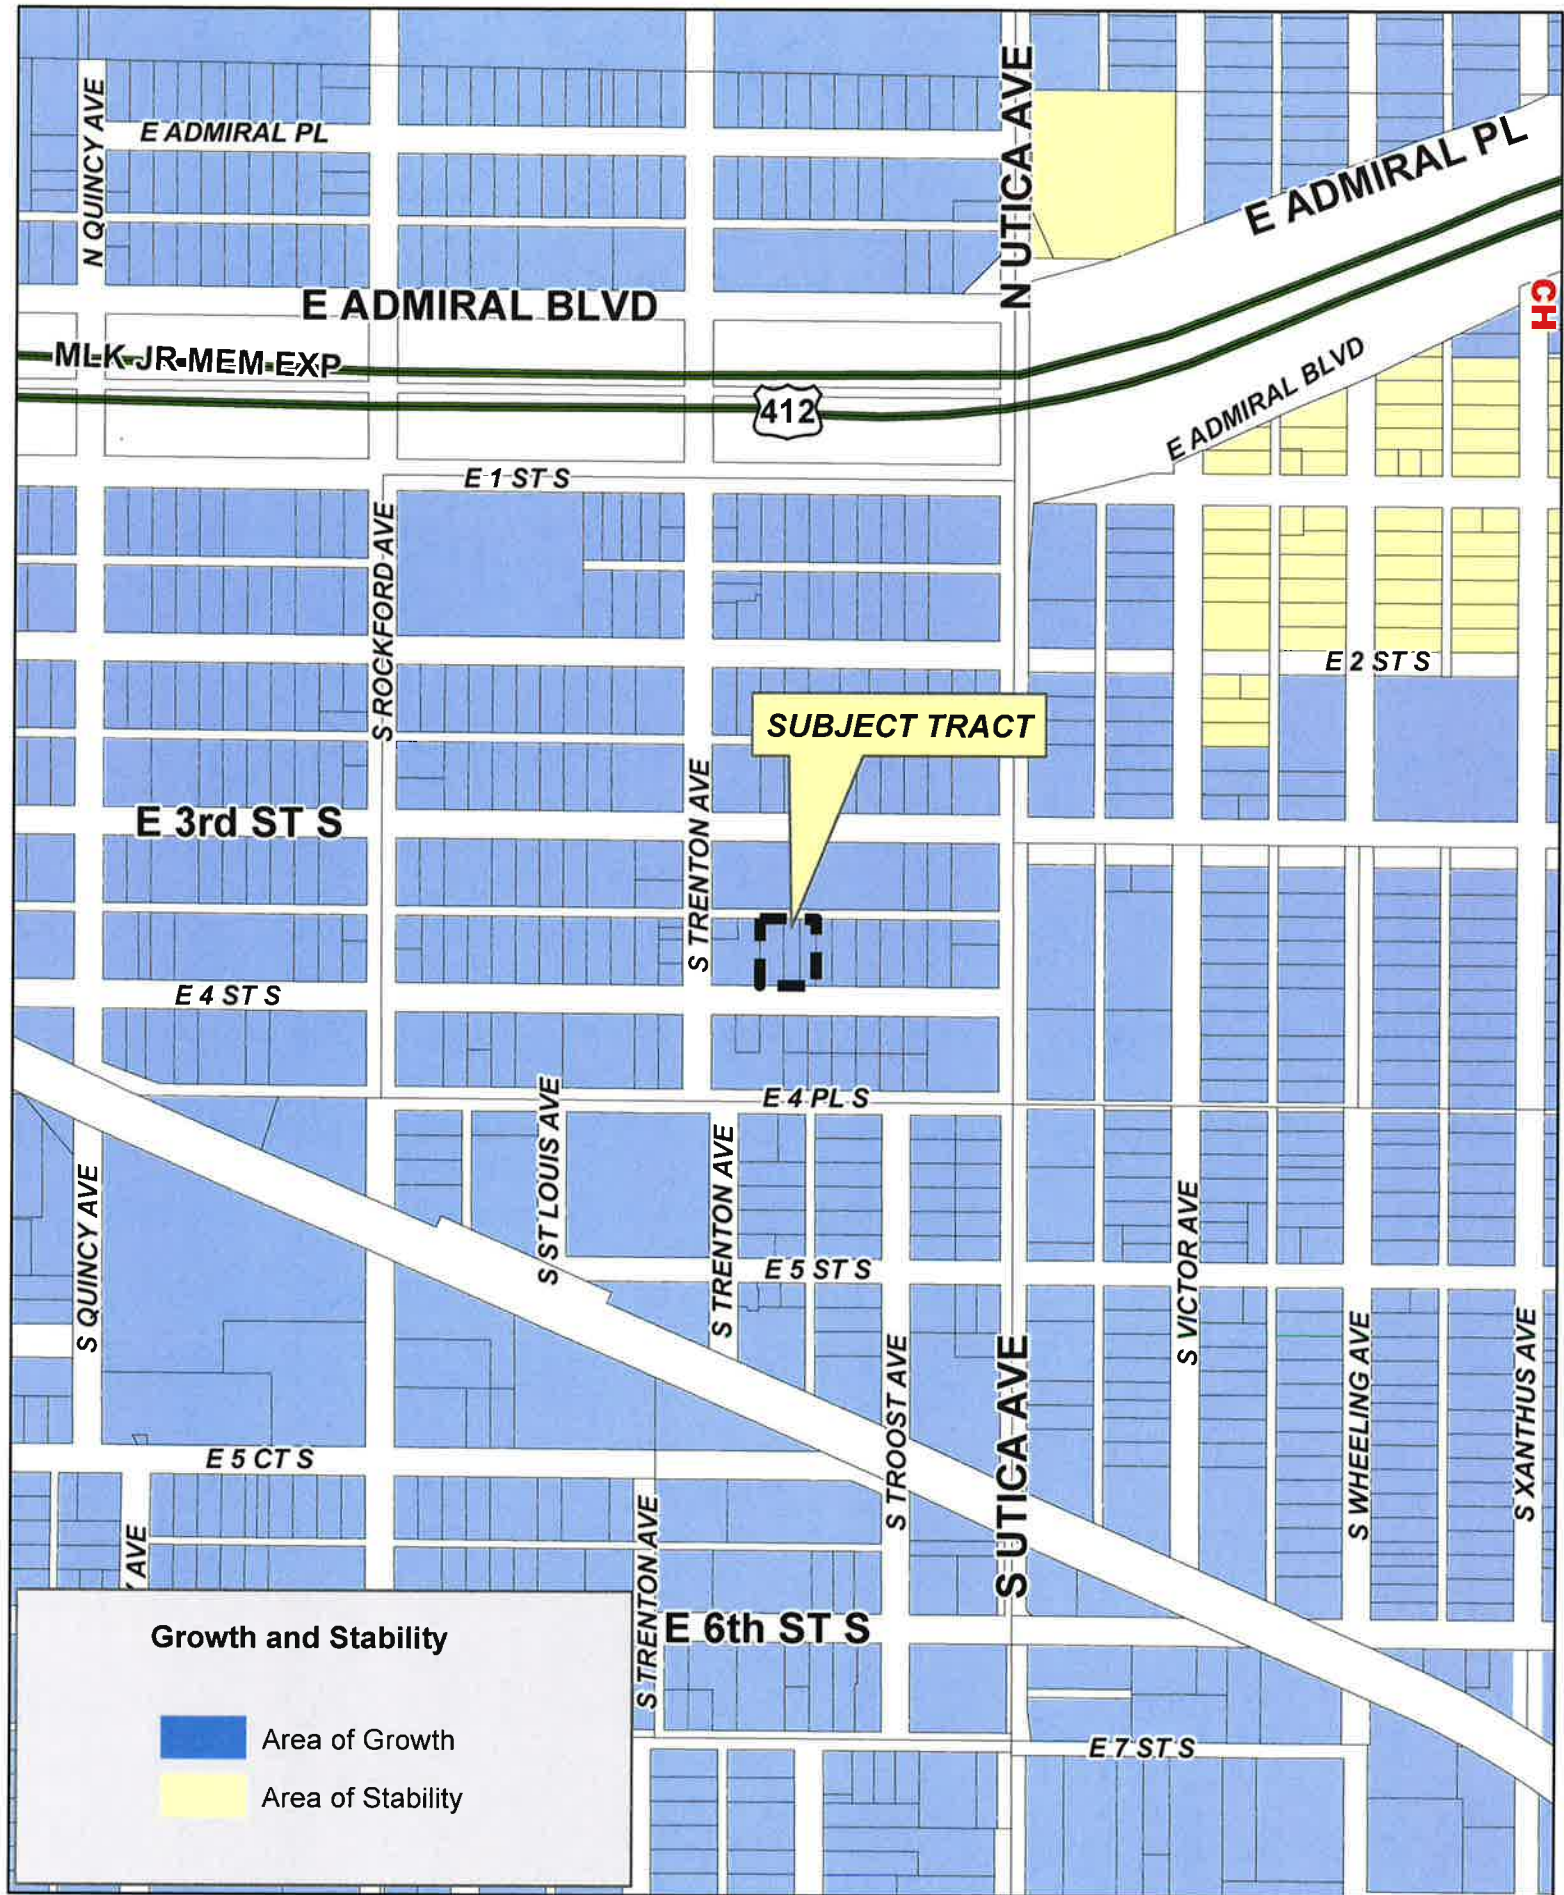 N QUINCY AVE
E ADMIRAL PL
N UTICA AVE
E ADMIRAL PL
E ADMIRAL BLVD
CH
MLK JR MEM EXP
412
E ADMIRAL BLVD
E 1 ST S
S ROCKFORD AVE
E 2 ST S
SUBJECT TRACT
S TRENTON AVE
E 3rd ST S
E 4 ST S
E 4 PL S
S ST LOUIS AVE
S TRENTON AVE
S QUINCY AVE
S VICTOR AVE
E 5 ST S
S TROOST AVE
S UTICA AVE
S WHEELING AVE
S XANTHUS AVE
E 5 CT S
AVE
S TRENTON AVE
E 6th ST S
E 7 ST S
Growth and Stability
Area of Growth
Area of Stability